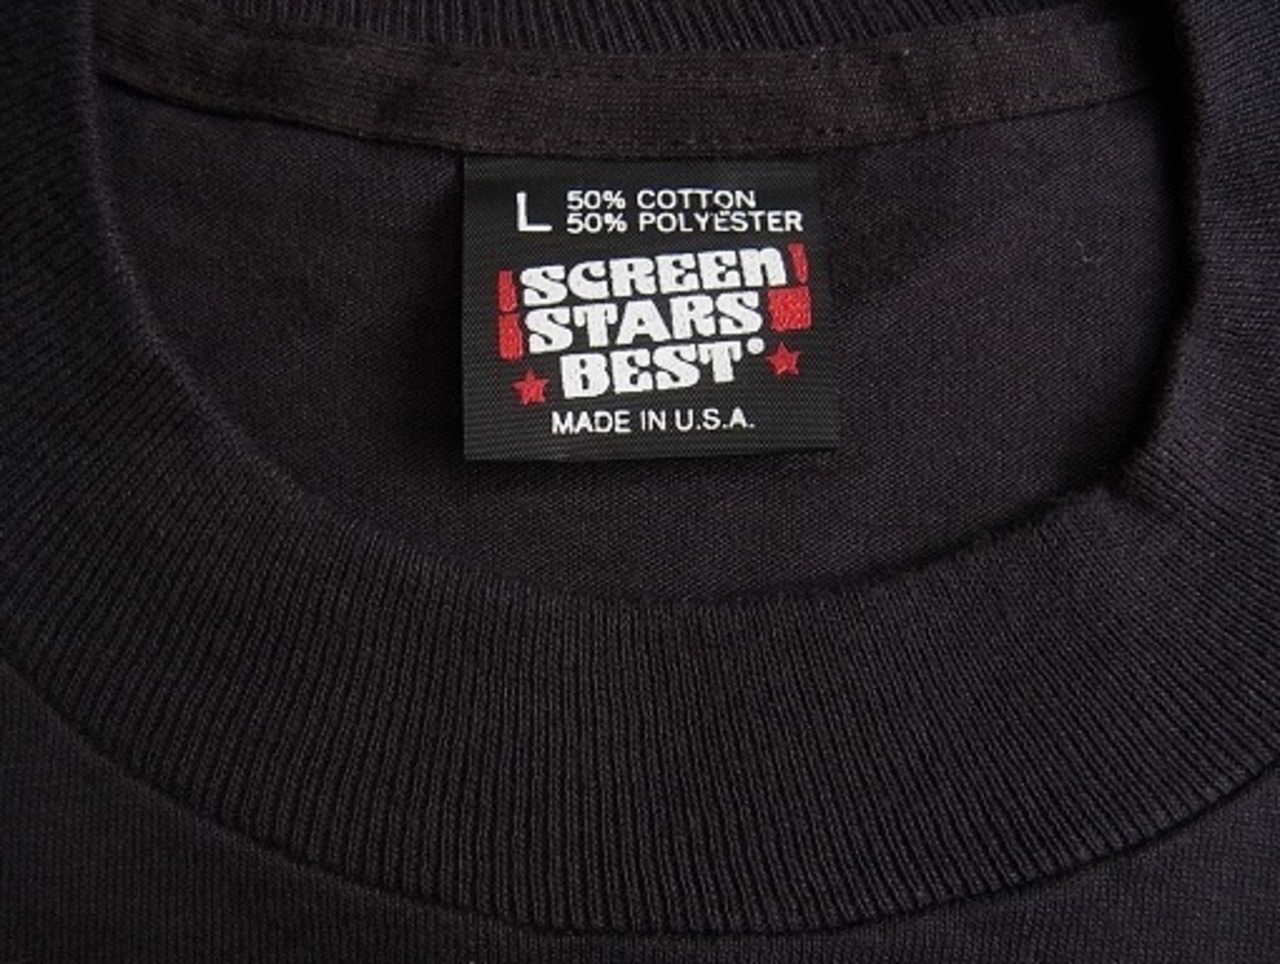 L 50% COTTON
50% POLYESTER
SCREEN
STARS
BEST
MADE IN U.S.A.